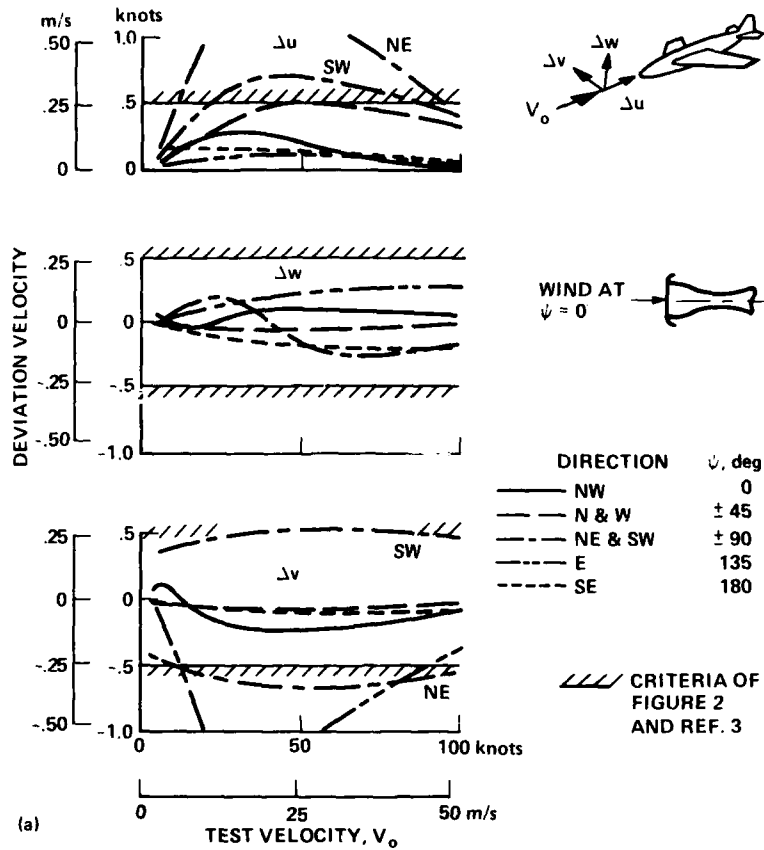 m/s knots
1.0
.50
.5
.25
0
0
Δu
NE
SW
Δv
Δw
Δu
V₀
DEVIATION VELOCITY
.25
0
-.25
-.50
.5
0
-.5
-1.0
Δw
WIND AT
ψ = 0
.25
0
-.25
-.50
.5
0
-.5
-1.0
SW
Δv
NE
0 50 100 knots
0 25 50 m/s
TEST VELOCITY, V₀
(a)
DIRECTION ψ, deg
NW 0
N & W ± 45
NE & SW ± 90
E 135
SE 180
CRITERIA OF
FIGURE 2
AND REF. 3